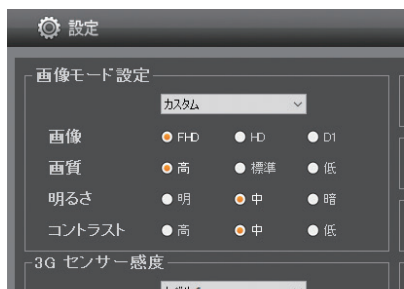 設定
画像モード設定
カスタム
画像 FHD HD D1
画質 高 標準 低
明るさ 明 中 暗
コントラスト 高 中 低
3G センサー感度